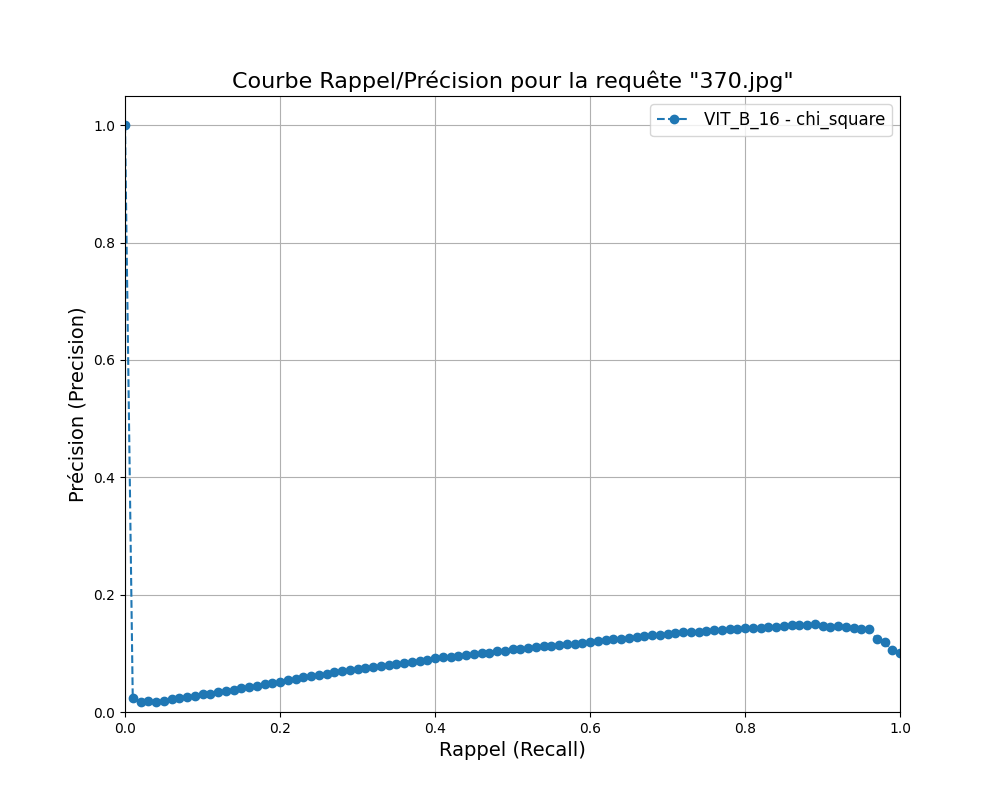 Courbe Rappel/Précision pour la requête "370.jpg"
VIT_B_16 - chi_square
Précision (Precision)
1.0
0.8
0.6
0.4
0.2
0.0
0.0 0.2 0.4 0.6 0.8 1.0
Rappel (Recall)